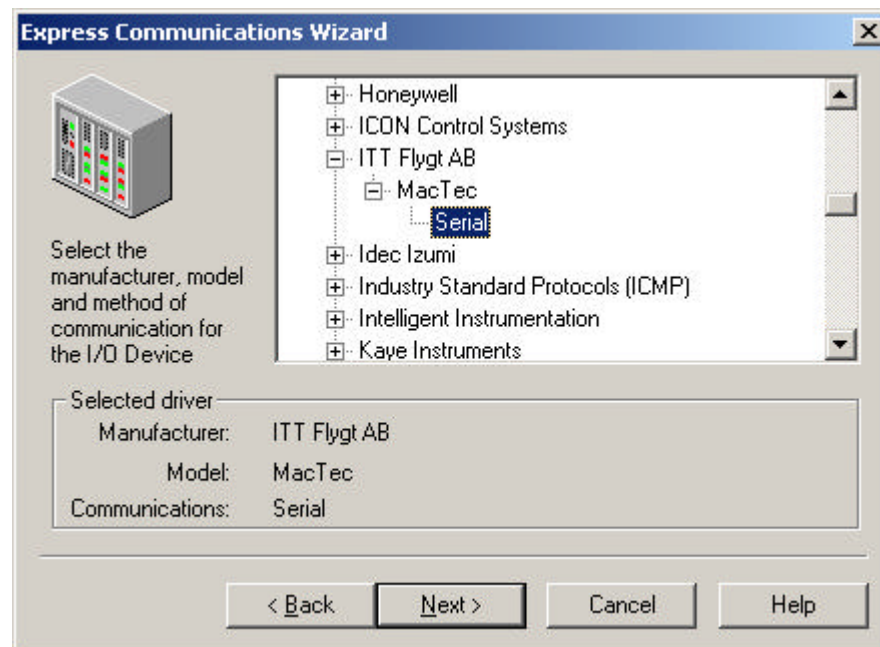 Express Communications Wizard
Honeywell
ICON Control Systems
ITT Flygt AB
MacTec
Serial
Idec Izumi
Industry Standard Protocols (ICMP)
Intelligent Instrumentation
Kaye Instruments
Select the
manufacturer, model
and method of
communication for
the I/O Device
Selected driver
Manufacturer: ITT Flygt AB
Model: MacTec
Communications: Serial
< Back Next > Cancel Help